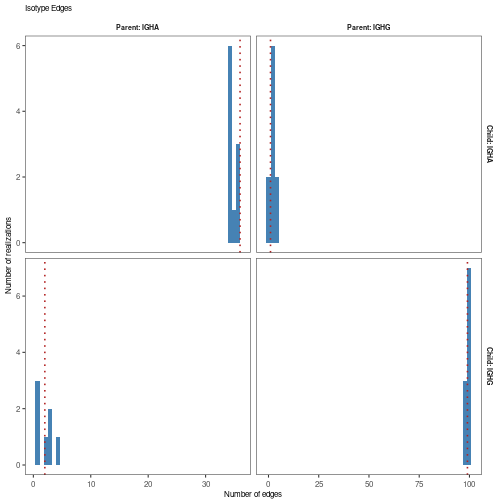 Isotype Edges
Parent: IGHA
Parent: IGHG
6
4
2
0
Child: IGHA
Number of realizations
6
4
2
0
Child: IGHG
0 10 20 30
0 25 50 75 100
Number of edges